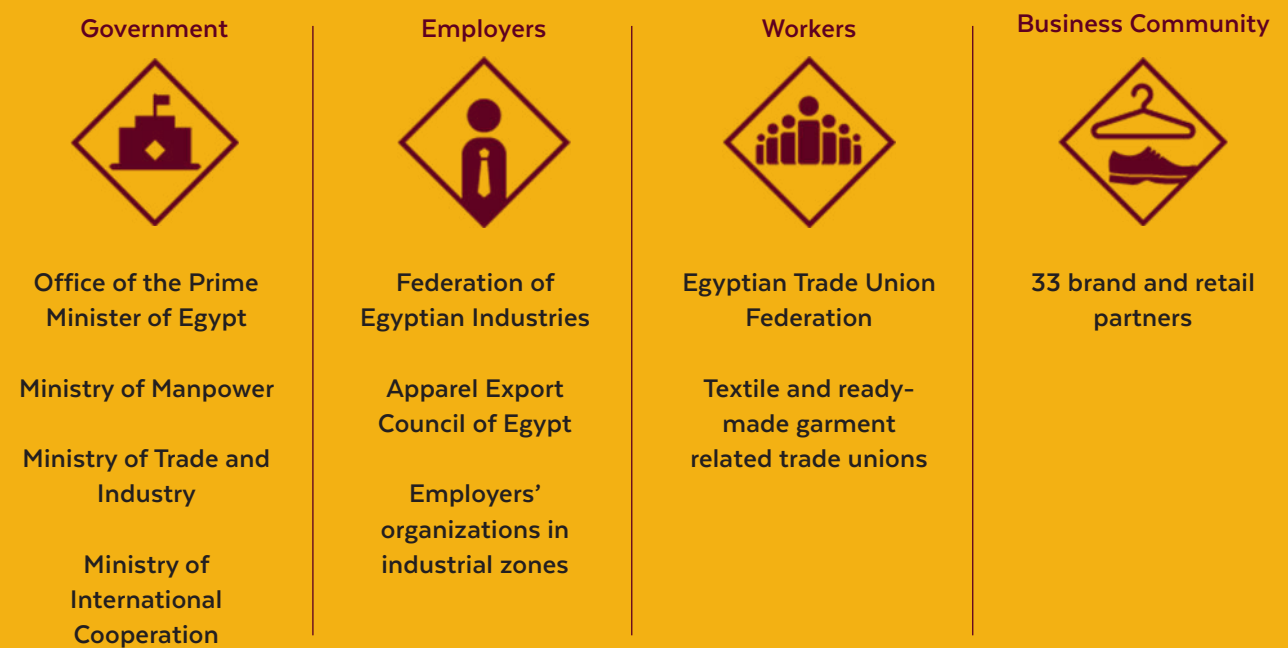 Government
Office of the Prime
Minister of Egypt
Ministry of Manpower
Ministry of Trade and
Industry
Ministry of
International
Cooperation
Employers
Federation of
Egyptian Industries
Apparel Export
Council of Egypt
Employers’
organizations in
industrial zones
Workers
Egyptian Trade Union
Federation
Textile and ready-
made garment
related trade unions
Business Community
33 brand and retail
partners